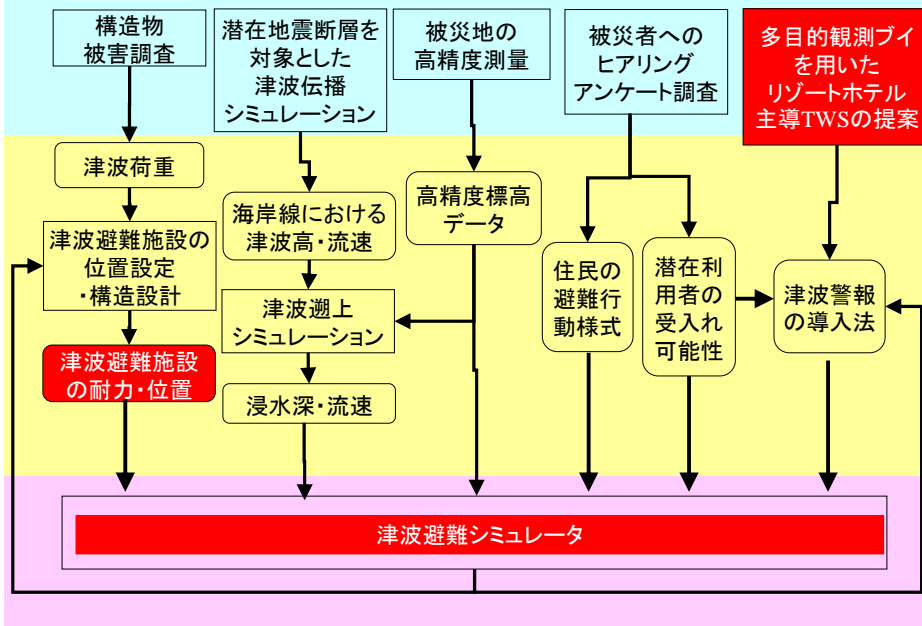 構造物
被害調査
潜在地震断層を
対象とした
津波伝播
シミュレーション
被災地の
高精度測量
被災者への
ヒアリング
アンケート調査
多目的観測ブイ
を用いた
リゾートホテル
主導TWSの提案
津波荷重
海岸線における
津波高・流速
高精度標高
データ
津波避難施設の
位置設定
・構造設計
住民の
避難行
動様式
潜在利
用者の
受入れ
可能性
津波警報
の導入法
津波遡上
シミュレーション
津波避難施設
の耐力・位置
浸水深・流速
津波避難シミュレータ